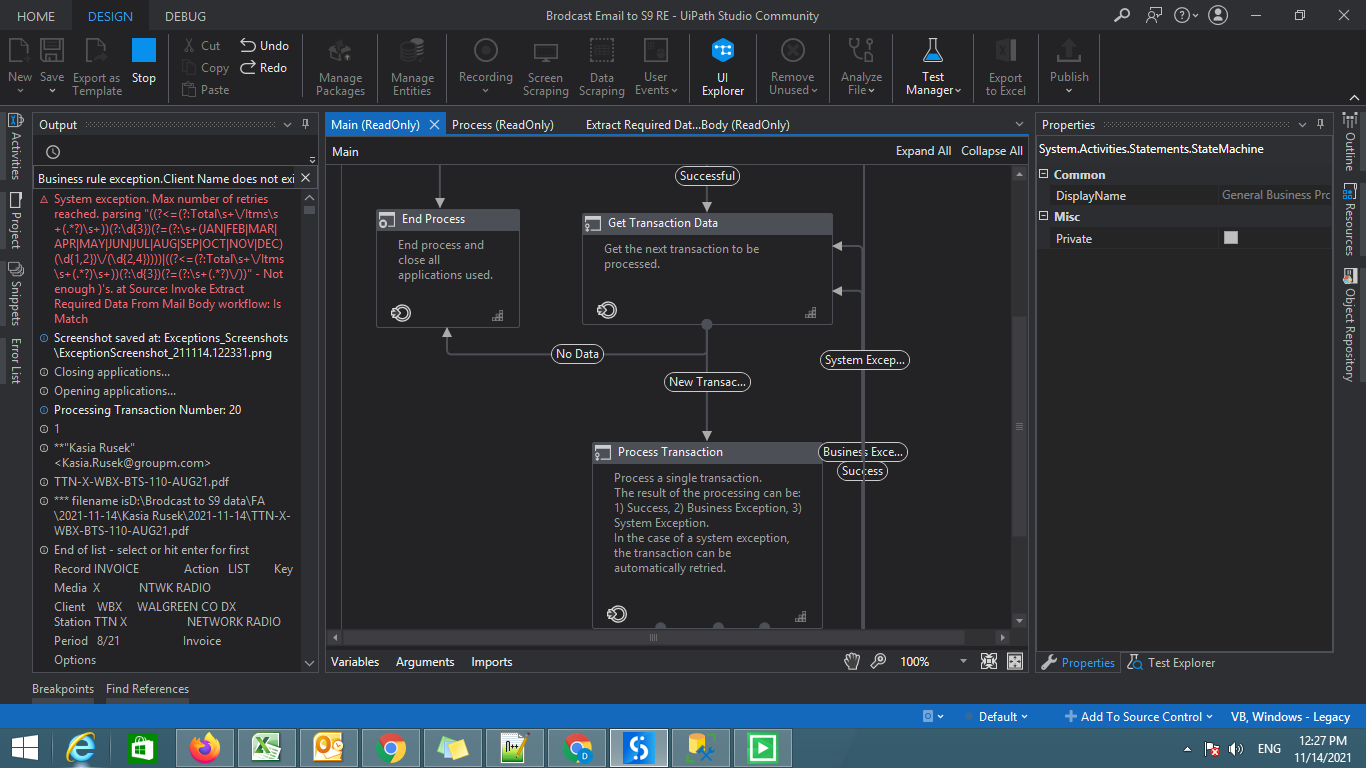 HOME DESIGN DEBUG
Brodcast Email to S9 RE - UiPath Studio Community
New
Save
Export as
Template
Stop
Cut
Copy
Paste
Undo
Redo
Manage
Packages
Manage
Entities
Recording
Screen
Scraping
Data
Scraping
User
Events
UI
Explorer
Remove
Unused
Analyze
File
Test
Manager
Export
to Excel
Publish
Activities
Project
Snippets
Error List
Output
Business rule exception.Client Name does not exi
System exception. Max number of retries
reached. parsing "((?<=(?:Total\s+\/Itms\s
+(.*?)\s+))(?:\d{3})(?=(?:\s+(JAN|FEB|MAR|
APR|MAY|JUN|JUL|AUG|SEP|OCT|NOV|DEC)
(\d{1,2})\/(\d{2,4}))))|((?<=(?:Total\s+\/Itms
\s+(.*?)\s+))(?:\d{3})(?=(?:\s+(.*?)\/))" - Not
enough )'s. at Source: Invoke Extract
Required Data From Mail Body workflow: Is
Match
Screenshot saved at: Exceptions_Screenshots
\ExceptionScreenshot_211114.122331.png
Closing applications...
Opening applications...
Processing Transaction Number: 20
1
**"Kasia Rusek"
<Kasia.Rusek@groupm.com>
TTN-X-WBX-BTS-110-AUG21.pdf
*** filename isD:\Brodcast to S9 data\FA
\2021-11-14\Kasia Rusek\2021-11-14\TTN-X-
WBX-BTS-110-AUG21.pdf
End of list - select or hit enter for first
Record INVOICE Action LIST Key
Media X NTWK RADIO
Client WBX WALGREEN CO DX
Station TTN X NETWORK RADIO
Period 8/21 Invoice
Options
Breakpoints Find References
Main (ReadOnly) Process (ReadOnly) Extract Required Dat...Body (ReadOnly)
Main
Expand All Collapse All
Successful
End Process
End process and
close all
applications used.
Get Transaction Data
Get the next transaction to be
processed.
No Data
System Excep...
New Transac...
Process Transaction
Business Exce...
Success
Process a single transaction.
The result of the processing can be:
1) Success, 2) Business Exception, 3)
System Exception.
In the case of a system exception,
the transaction can be
automatically retried.
Variables Arguments Imports
100%
Properties
System.Activities.Statements.StateMachine
Common
DisplayName General Business Pro
Misc
Private
Properties Test Explorer
Outline
Resources
Object Repository
Default Add To Source Control VB, Windows - Legacy
ENG
12:27 PM
11/14/2021